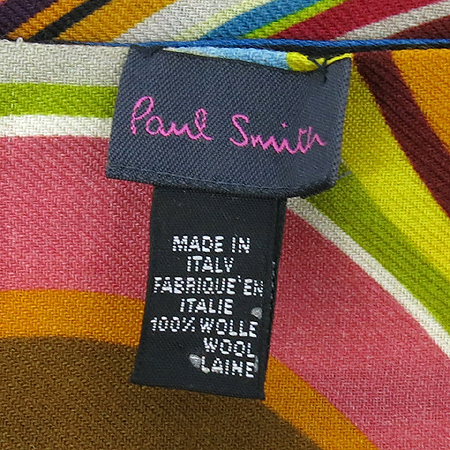 Paul Smith
MADE IN
ITALY
FABRIQUE'EN
ITALIE
100% WOLLE
WOOL
LAINE